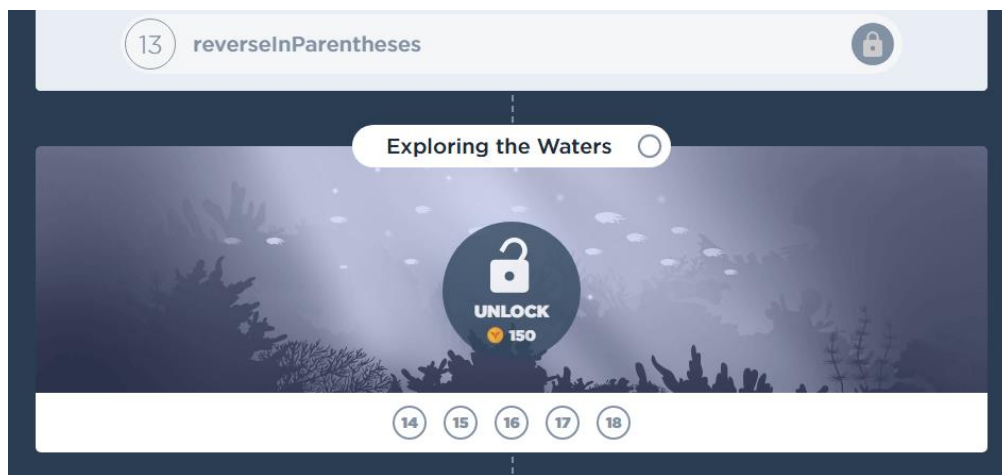 13 reverseInParentheses
Exploring the Waters
UNLOCK
150
14 15 16 17 18